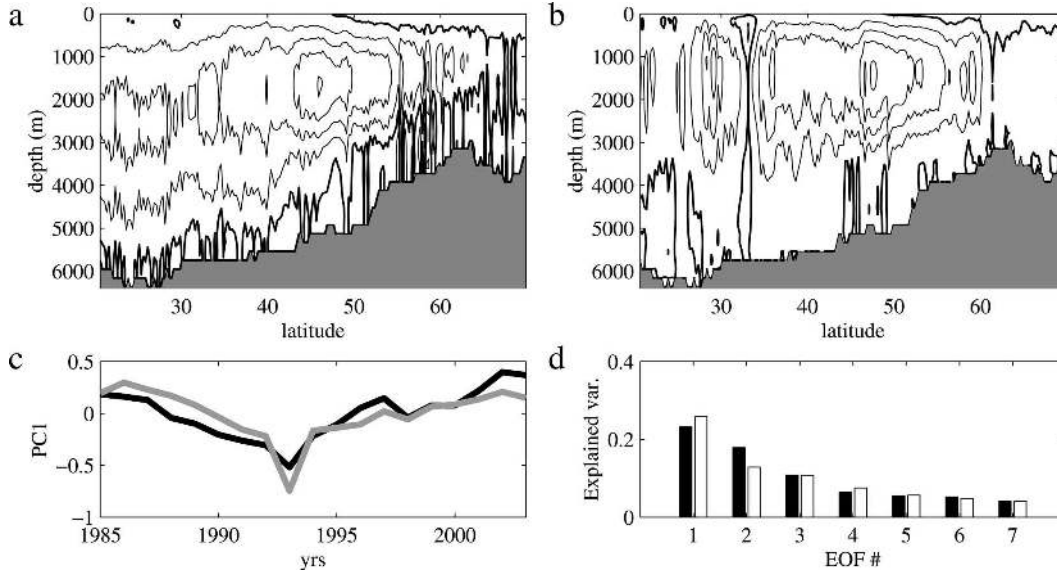 a
0
1000
2000
3000
4000
5000
6000
depth (m)
30 40 50 60
latitude
b
0
1000
2000
3000
4000
5000
6000
depth (m)
30 40 50 60
latitude
c
0.5
0
−0.5
−1
PC1
1985 1990 1995 2000
yrs
d
0.4
0.2
0
Explained var.
1 2 3 4 5 6 7
EOF #